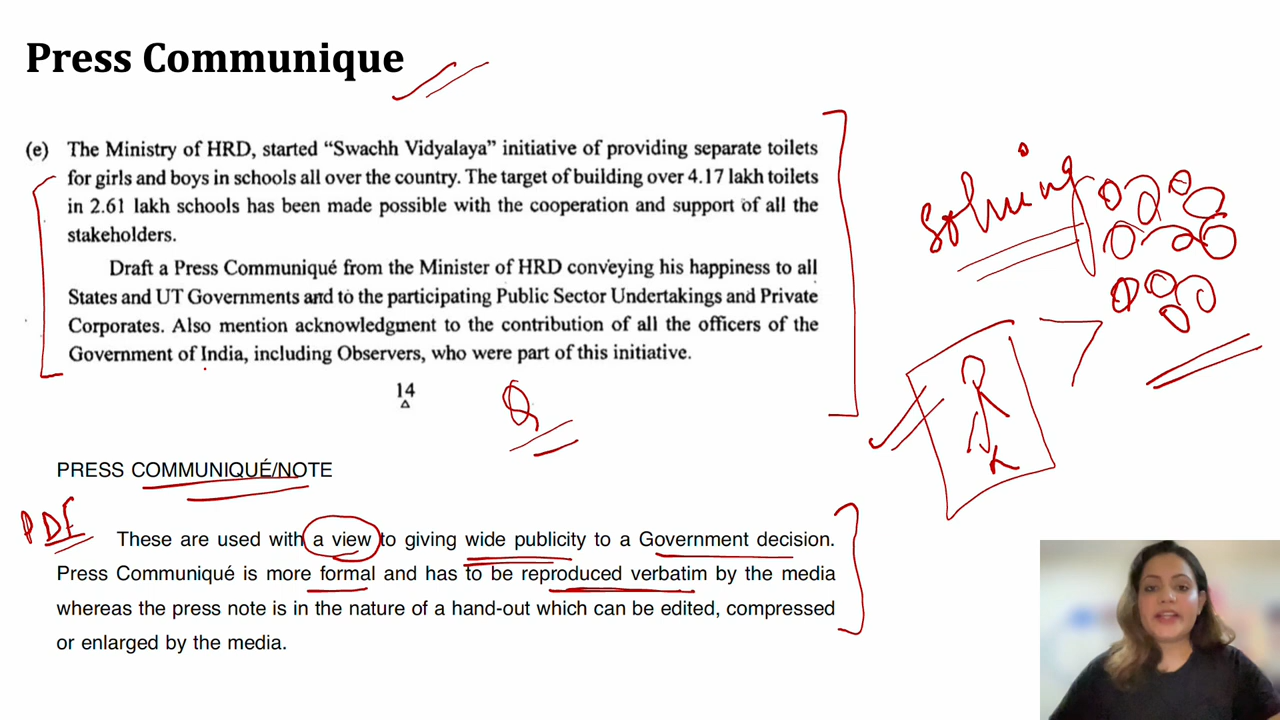 Press Communique
(e) The Ministry of HRD, started “Swachh Vidyalaya” initiative of providing separate toilets
for girls and boys in schools all over the country. The target of building over 4.17 lakh toilets
in 2.61 lakh schools has been made possible with the cooperation and support of all the
stakeholders.
Draft a Press Communiqué from the Minister of HRD conveying his happiness to all
States and UT Governments and to the participating Public Sector Undertakings and Private
Corporates. Also mention acknowledgment to the contribution of all the officers of the
Government of India, including Observers, who were part of this initiative.
14
Q
solving
PRESS COMMUNIQUÉ/NOTE
PDF
These are used with a view to giving wide publicity to a Government decision.
Press Communiqué is more formal and has to be reproduced verbatim by the media
whereas the press note is in the nature of a hand-out which can be edited, compressed
or enlarged by the media.